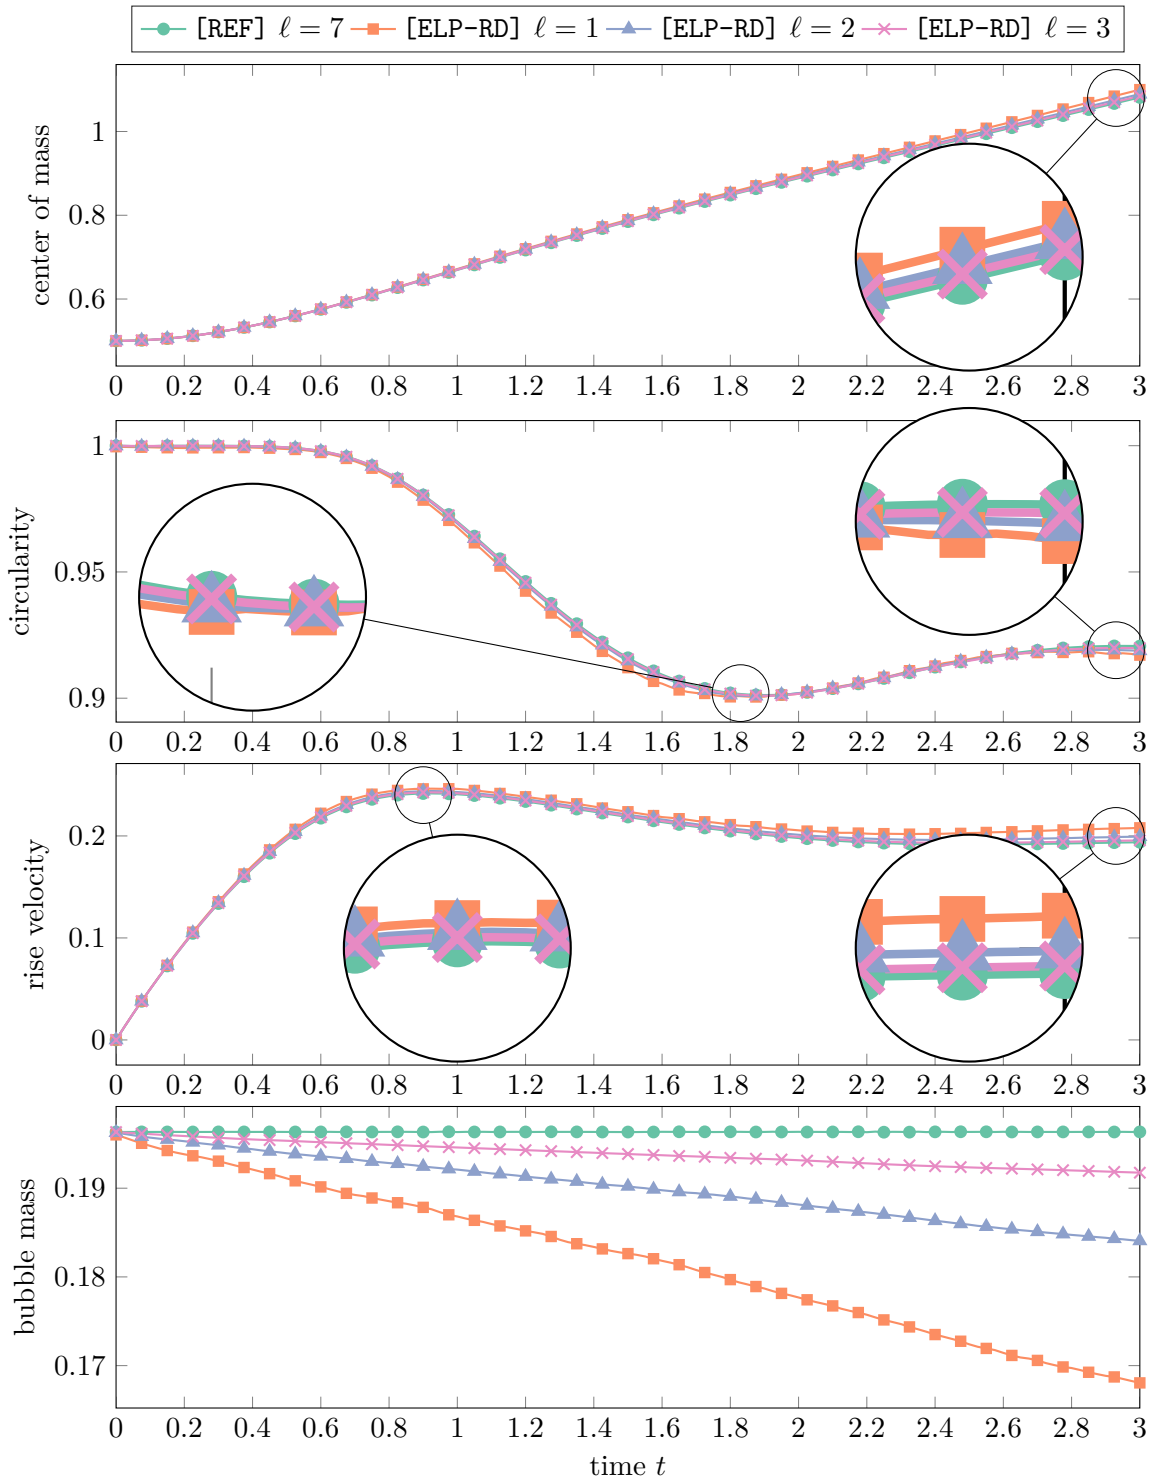 [REF] ℓ = 7 [ELP-RD] ℓ = 1 [ELP-RD] ℓ = 2 [ELP-RD] ℓ = 3
center of mass
1
0.8
0.6
0 0.2 0.4 0.6 0.8 1 1.2 1.4 1.6 1.8 2 2.2 2.4 2.6 2.8 3
circularity
1
0.95
0.9
0 0.2 0.4 0.6 0.8 1 1.2 1.4 1.6 1.8 2 2.2 2.4 2.6 2.8 3
rise velocity
0.2
0.1
0
0 0.2 0.4 0.6 0.8 1 1.2 1.4 1.6 1.8 2 2.2 2.4 2.6 2.8 3
bubble mass
0.19
0.18
0.17
0 0.2 0.4 0.6 0.8 1 1.2 1.4 1.6 1.8 2 2.2 2.4 2.6 2.8 3
time t